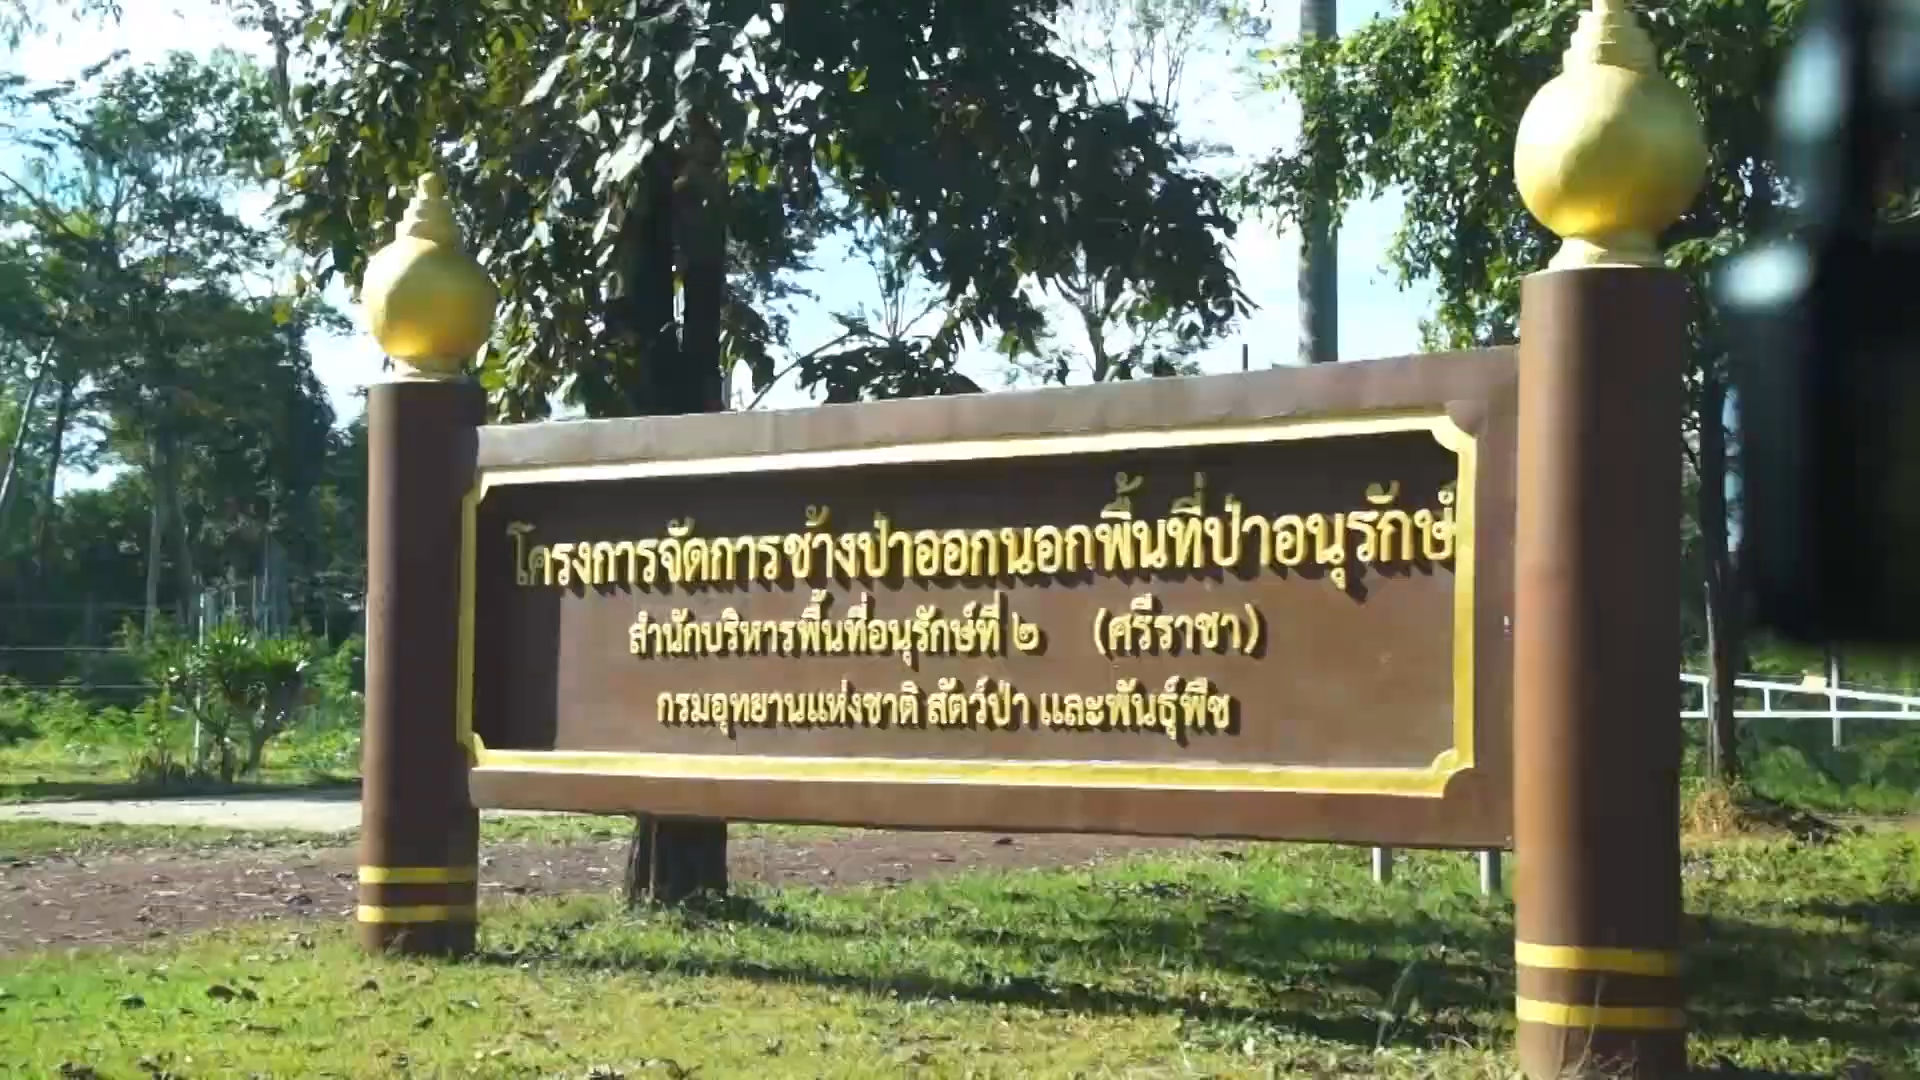 โครงการจัดการช้างป่าออกนอกพื้นที่ป่าอนุรักษ์
สำนักบริหารพื้นที่อนุรักษ์ที่ ๒ (ศรีราชา)
กรมอุทยานแห่งชาติ สัตว์ป่า และพันธุ์พืช